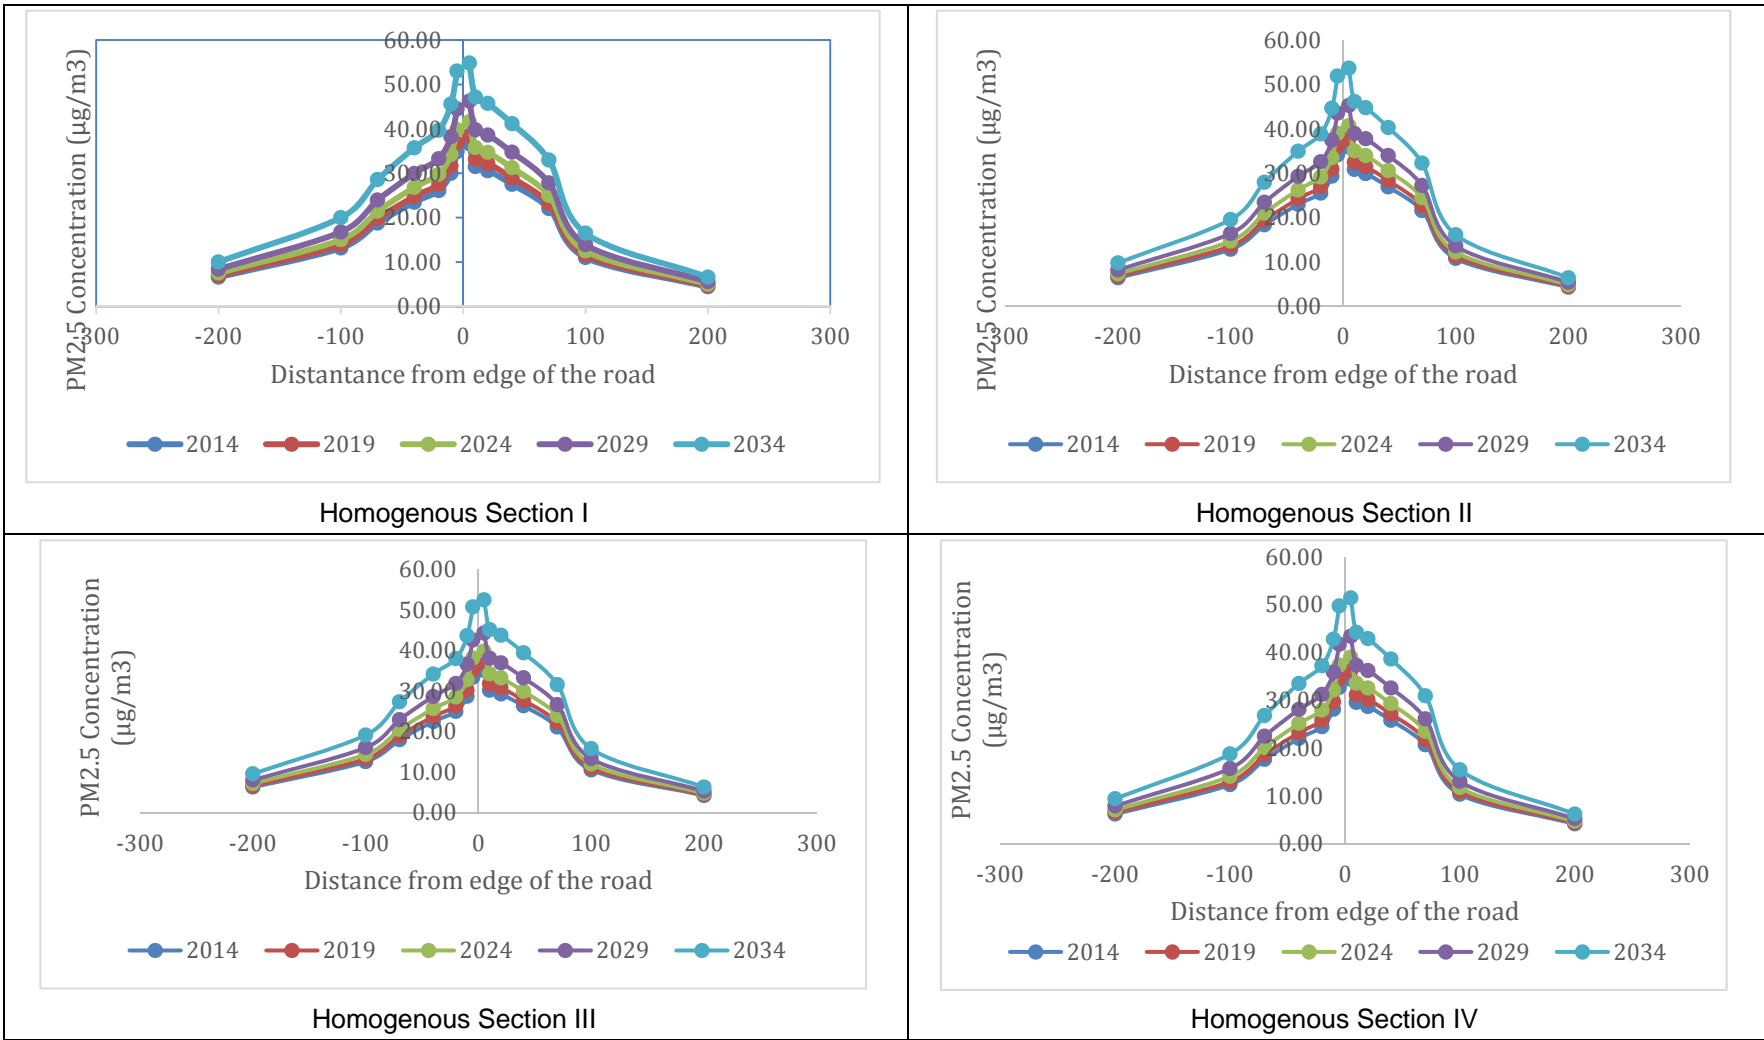 PM2.5 Concentration (µg/m3)
60.00
50.00
40.00
30.00
20.00
10.00
0.00
-300 -200 -100 0 100 200 300
Distantance from edge of the road
2014 2019 2024 2029 2034
Homogenous Section I
PM2.5 Concentration (µg/m3)
60.00
50.00
40.00
30.00
20.00
10.00
0.00
-300 -200 -100 0 100 200 300
Distance from edge of the road
2014 2019 2024 2029 2034
Homogenous Section II
PM2.5 Concentration
(µg/m3)
60.00
50.00
40.00
30.00
20.00
10.00
0.00
-300 -200 -100 0 100 200 300
Distance from edge of the road
2014 2019 2024 2029 2034
Homogenous Section III
PM2.5 Concentration
(µg/m3)
60.00
50.00
40.00
30.00
20.00
10.00
0.00
-300 -200 -100 0 100 200 300
Distance from edge of the road
2014 2019 2024 2029 2034
Homogenous Section IV